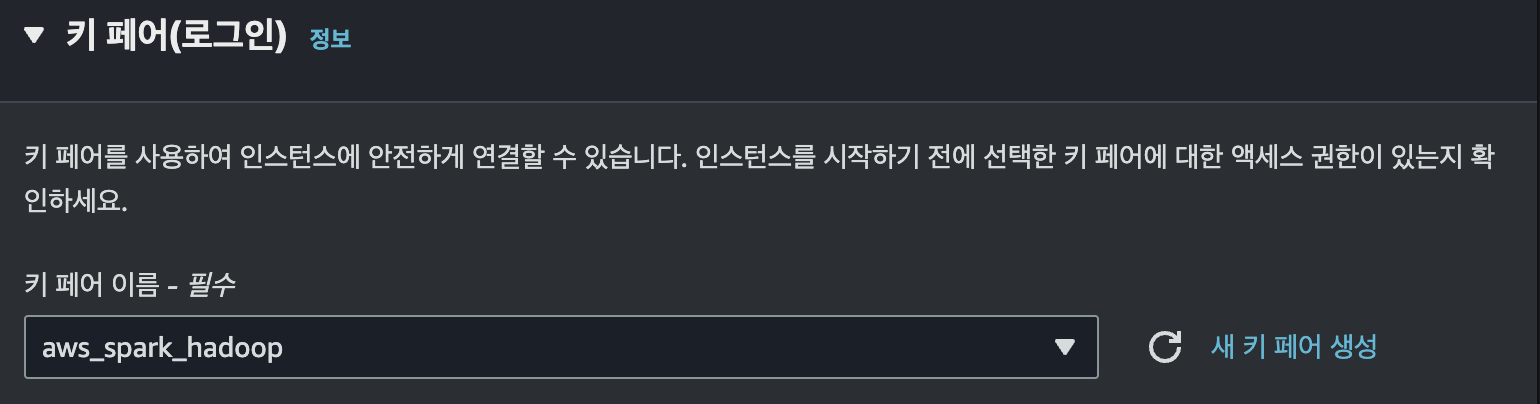 키 페어(로그인) 정보
키 페어를 사용하여 인스턴스에 안전하게 연결할 수 있습니다. 인스턴스를 시작하기 전에 선택한 키 페어에 대한 액세스 권한이 있는지 확
인하세요.
키 페어 이름 - 필수
aws_spark_hadoop 새 키 페어 생성